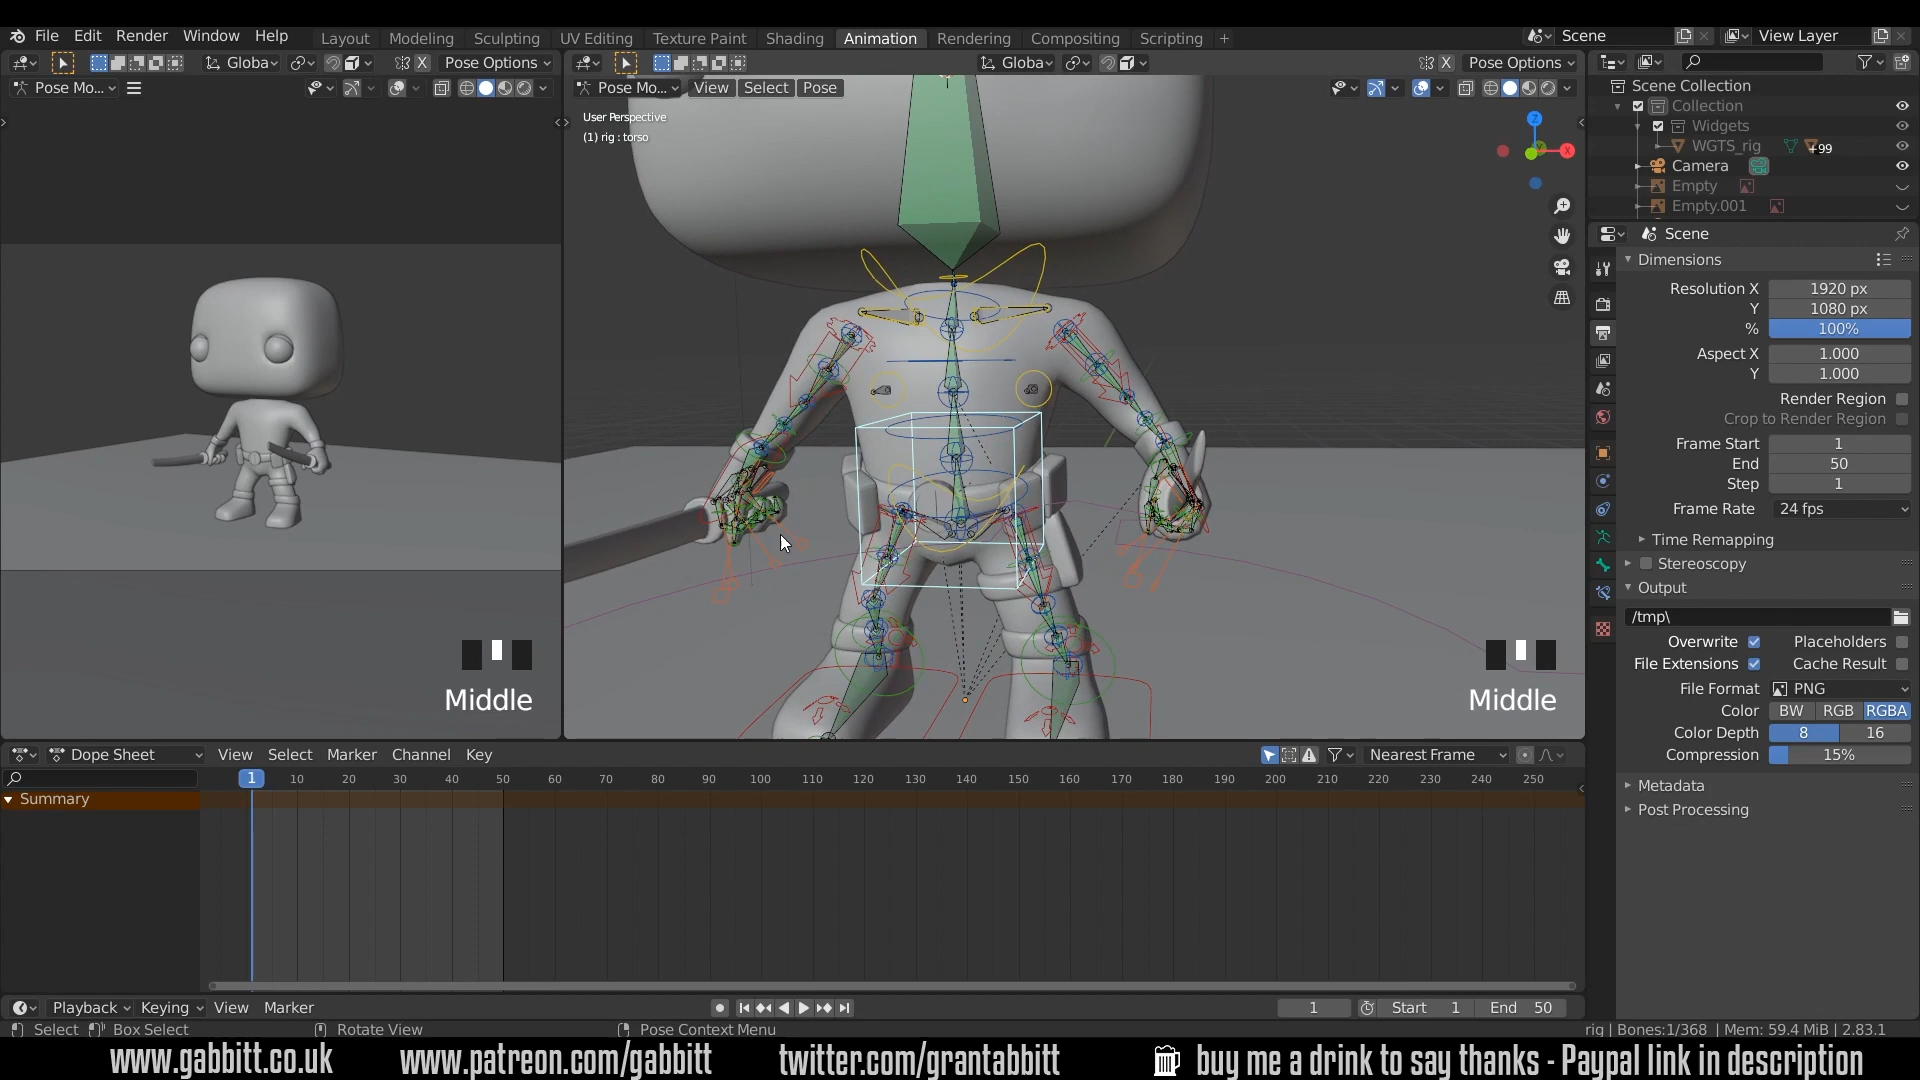 File Edit Render Window Help Layout Modeling Sculpting UV Editing Texture Paint Shading Animation Rendering Compositing Scripting + Scene View Layer
Globa X Pose Options Globa X Pose Options
Pose Mo... Pose Mo... View Select Pose
User Perspective
(1) rig : torso
Z
X
Middle
Middle
Scene Collection
Collection
Widgets
WGTS_rig +99
Camera
Empty
Empty.001
Scene
Dimensions
Resolution X 1920 px
Y 1080 px
% 100%
Aspect X 1.000
Y 1.000
Render Region
Crop to Render Region
Frame Start 1
End 50
Step 1
Frame Rate 24 fps
Time Remapping
Stereoscopy
Output
/tmp\
Overwrite Placeholders
File Extensions Cache Result
File Format PNG
Color BW RGB RGBA
Color Depth 8 16
Compression 15%
Metadata
Post Processing
Dope Sheet View Select Marker Channel Key Nearest Frame
1 10 20 30 40 50 60 70 80 90 100 110 120 130 140 150 160 170 180 190 200 210 220 230 240 250
Summary
Playback Keying View Marker 1 Start 1 End 50
Select Box Select Rotate View Pose Context Menu rig | Bones:1/368 | Mem: 59.4 MiB | 2.83.1
www.gabbitt.co.uk www.patreon.com/gabbitt twitter.com/grantabbitt buy me a drink to say thanks - Paypal link in description